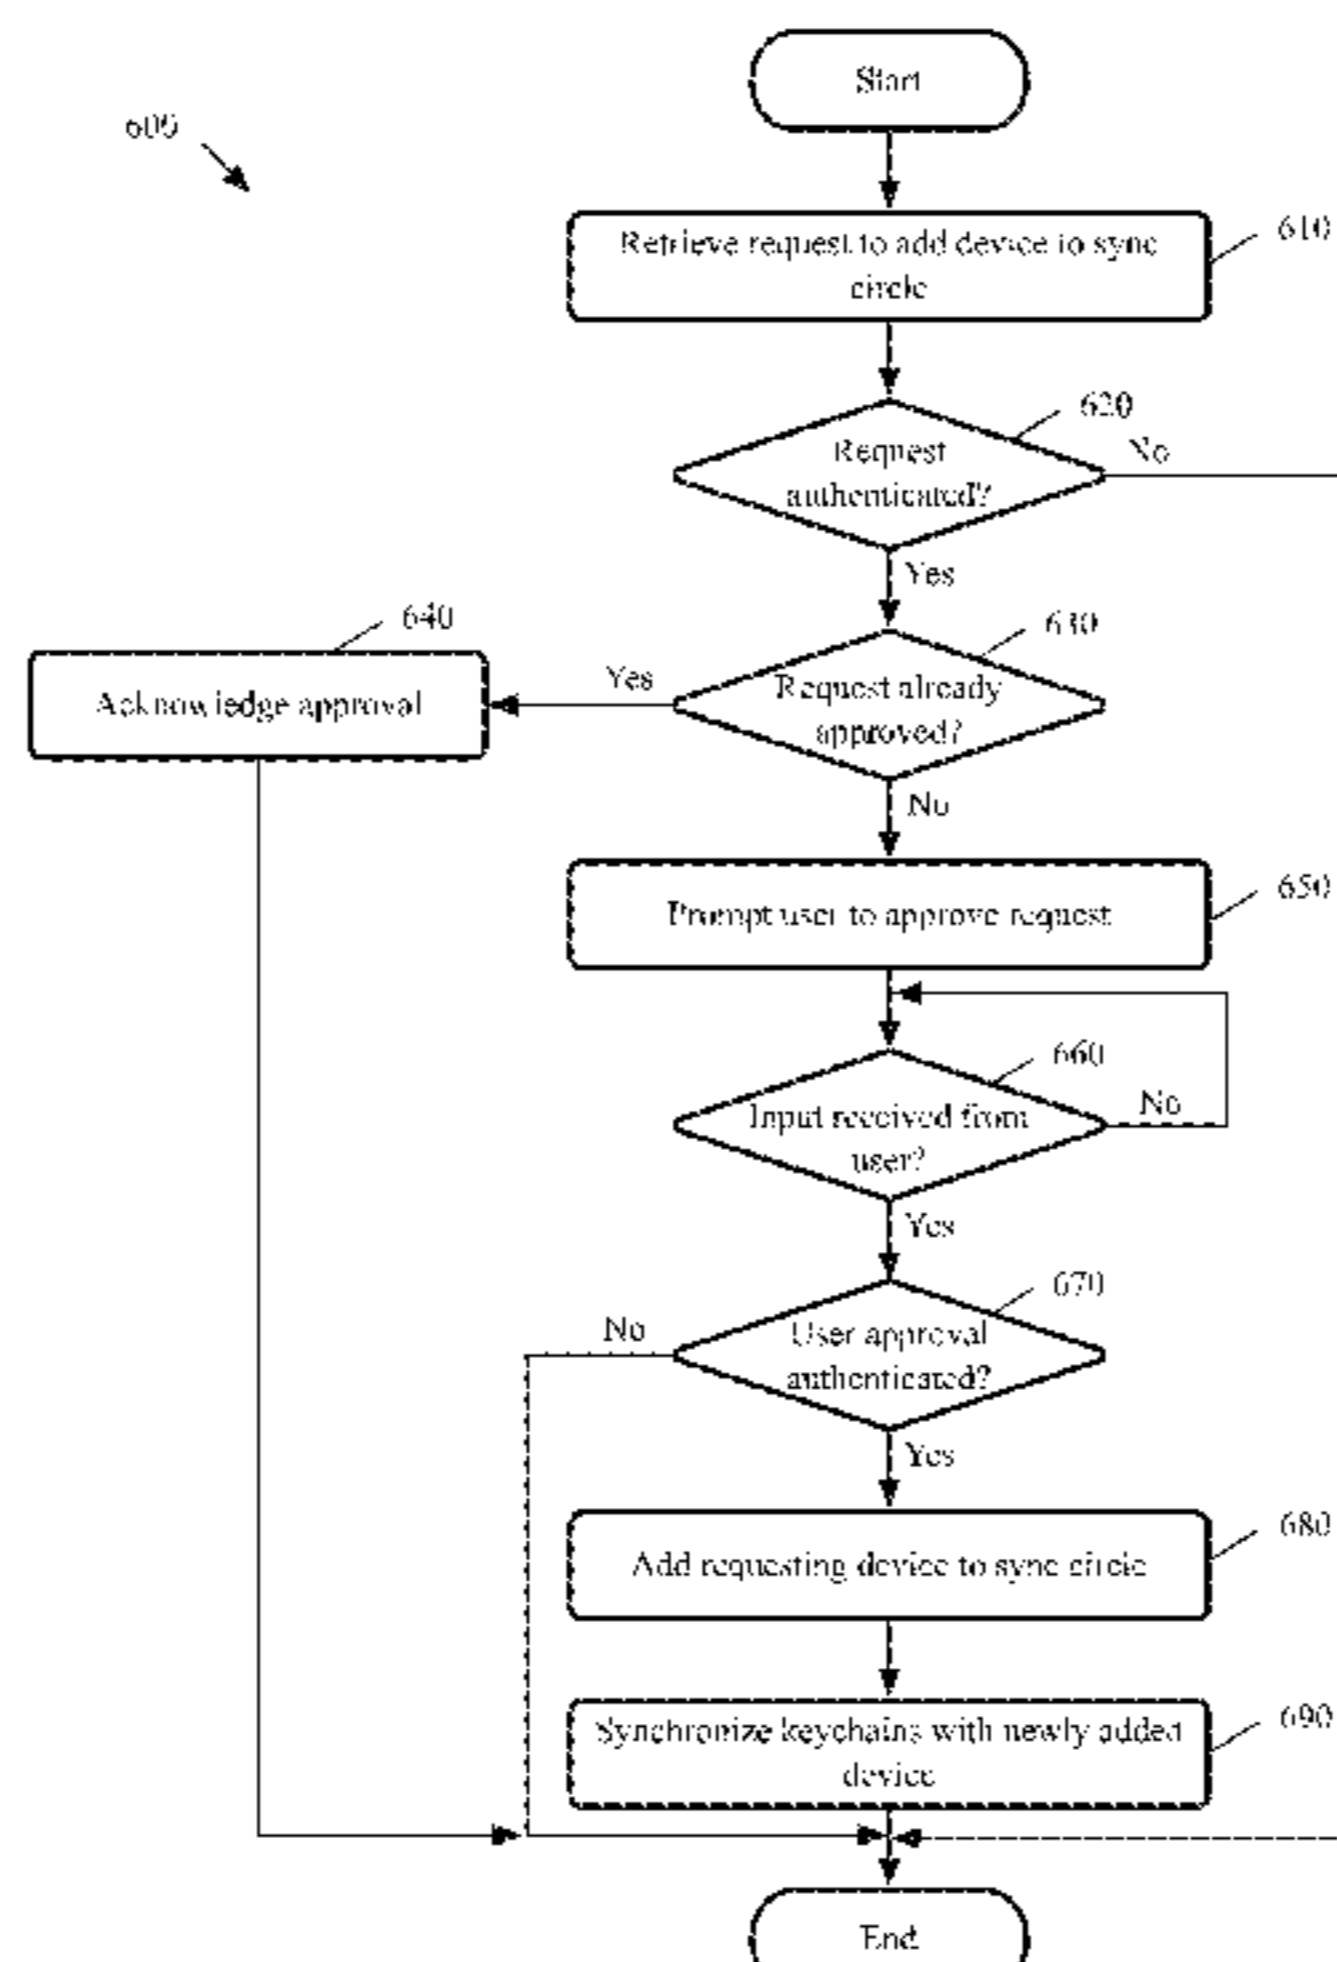 Start
600
Retrieve request to add device to sync
circle
610
620
Request
authenticated?
No
Yes
630
640
Request already
approved?
Yes
Acknowledge approval
No
650
Prompt user to approve request
660
Input received from
user?
No
Yes
670
User approval
authenticated?
No
Yes
680
Add requesting device to sync circle
690
Synchronize keychains with newly added
device
End